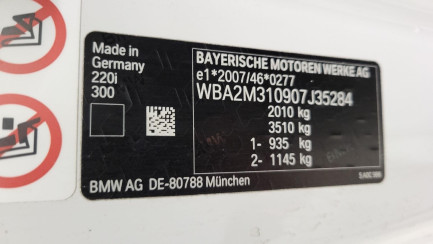 Made in
Germany
220i
300
BAYERISCHE MOTOREN WERKE AG
e1*2007/46*0277
WBA2M310907J35284
2010 kg
3510 kg
1- 935 kg
2- 1145 kg
BMW AG DE-80788 München